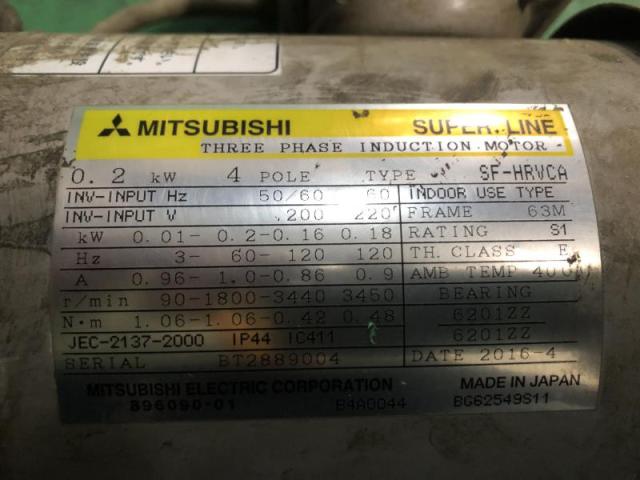 MITSUBISHI SUPER LINE
THREE PHASE INDUCTION MOTOR
0.2 kW 4 POLE TYPE SF-HRVCA
INV-INPUT Hz 50/60 60 INDOOR USE TYPE
INV-INPUT V 200 220 FRAME 63M
kW 0.01- 0.2-0.16 0.18 RATING S1
Hz 3- 60-120 120 TH. CLASS F
A 0.96- 1.0-0.86 0.9 AMB TEMP 40
r/min 90-1800-3440 3450 BEARING
N·m 1.06-1.06-0.42 0.48 6201ZZ
JEC-2137-2000 IP44 IC411 6201ZZ
SERIAL BT2889004 DATE 2016-4
MITSUBISHI ELECTRIC CORPORATION MADE IN JAPAN
896090-01 B4A0044 BG62549S11